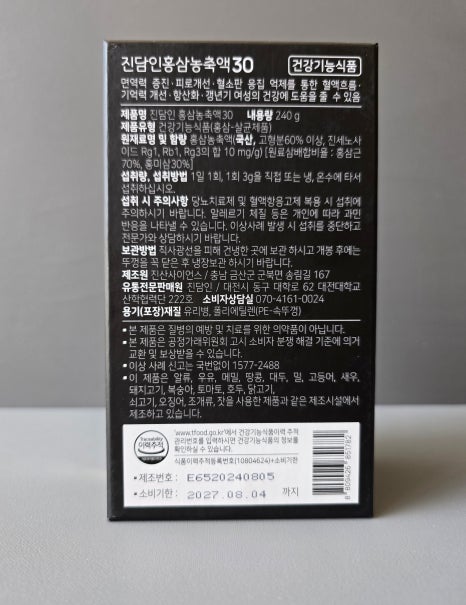 진담인홍삼농축액30 건강기능식품
면역력 증진·피로개선·혈소판 응집 억제를 통한 혈액흐름·
기억력 개선·항산화·갱년기 여성의 건강에 도움을 줄 수 있음
제품명 진담인 홍삼농축액30 내용량 240 g
제품유형 건강기능식품(홍삼-살균제품)
원재료명 및 함량 홍삼농축액(국산, 고형분60% 이상, 진세노사
이드 Rg1, Rb1, Rg3의 합 10 mg/g) [원료삼배합비율 : 홍삼근
70%, 홍미삼30%]
섭취량, 섭취방법 1일 1회, 1회 3g을 직접 또는 냉, 온수에 타서
섭취하십시오.
섭취 시 주의사항 당뇨치료제 및 혈액항응고제 복용 시 섭취에
주의하시기 바랍니다. 알레르기 체질 등은 개인에 따라 과민
반응을 나타낼 수 있습니다. 이상사례 발생 시 섭취를 중단하고
전문가와 상담하시기 바랍니다.
보관방법 직사광선을 피해 건냉한 곳에 보관 하시고 개봉 후에는
뚜껑을 꼭 닫은 후 냉장보관 하시기 바랍니다.
제조원 진산사이언스 / 충남 금산군 군북면 송림길 167
유통전문판매원 진담인 / 대전시 동구 대학로 62 대전대학교
산학협력단 222호 소비자상담실 070-4161-0024
용기(포장)재질 유리병, 폴리에틸렌(PE-속뚜껑)
• 본 제품은 질병의 예방 및 치료를 위한 의약품이 아닙니다.
• 본 제품은 공정거래위원회 고시 소비자 분쟁 해결 기준에 의거
교환 및 보상받을 수 있습니다.
• 이상 사례 신고는 국번없이 1577-2488
• 이 제품은 알류, 우유, 메밀, 땅콩, 대두, 밀, 고등어, 새우,
돼지고기, 복숭아, 토마토, 호두, 닭고기,
쇠고기, 오징어, 조개류, 잣을 사용한 제품과 같은 제조시설에서
제조하고 있습니다.
'www.tfood.go.kr'에서 건강기능식품이력 추적
관리번호를 입력하시면 건강기능식품의 정보를
확인하실 수 있습니다.
식품이력추적등록번호(10804624)+소비기한
Traceability
이력추적
• 제조번호 : E6520240805
• 소비기한 : 2027.08.04 까지